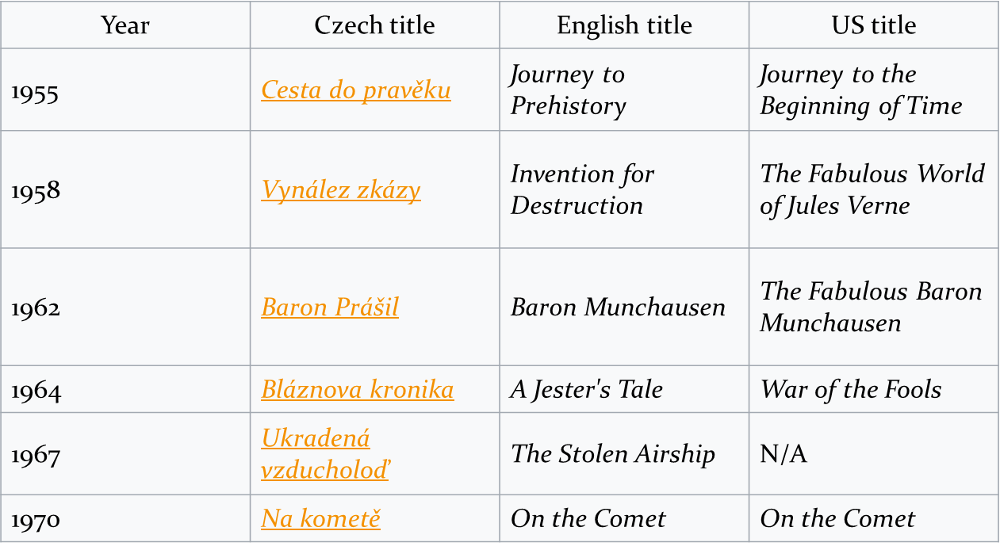 Year Czech title English title US title
1955 Cesta do pravěku Journey to Prehistory Journey to the Beginning of Time
1958 Vynález zkázy Invention for Destruction The Fabulous World of Jules Verne
1962 Baron Prášil Baron Munchausen The Fabulous Baron Munchausen
1964 Bláznova kronika A Jester's Tale War of the Fools
1967 Ukradená vzducholoď The Stolen Airship N/A
1970 Na kometě On the Comet On the Comet